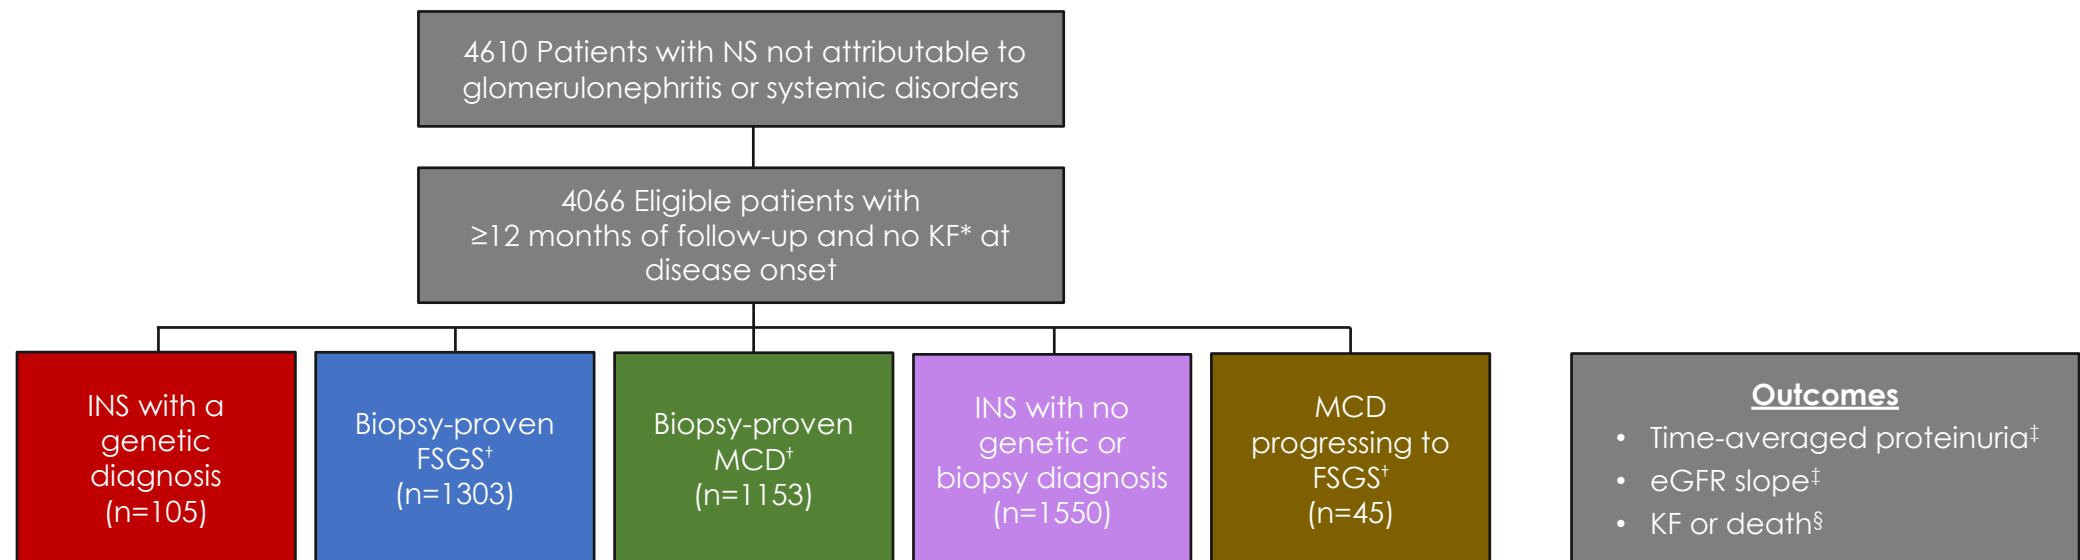 4610 Patients with NS not attributable to
glomerulonephritis or systemic disorders
4066 Eligible patients with
≥12 months of follow-up and no KF* at
disease onset
INS with a
genetic
diagnosis
(n=105)
Biopsy-proven
FSGS†
(n=1303)
Biopsy-proven
MCD†
(n=1153)
INS with no
genetic or
biopsy diagnosis
(n=1550)
MCD
progressing to
FSGS†
(n=45)
Outcomes
• Time-averaged proteinuria‡
• eGFR slope‡
• KF or death§